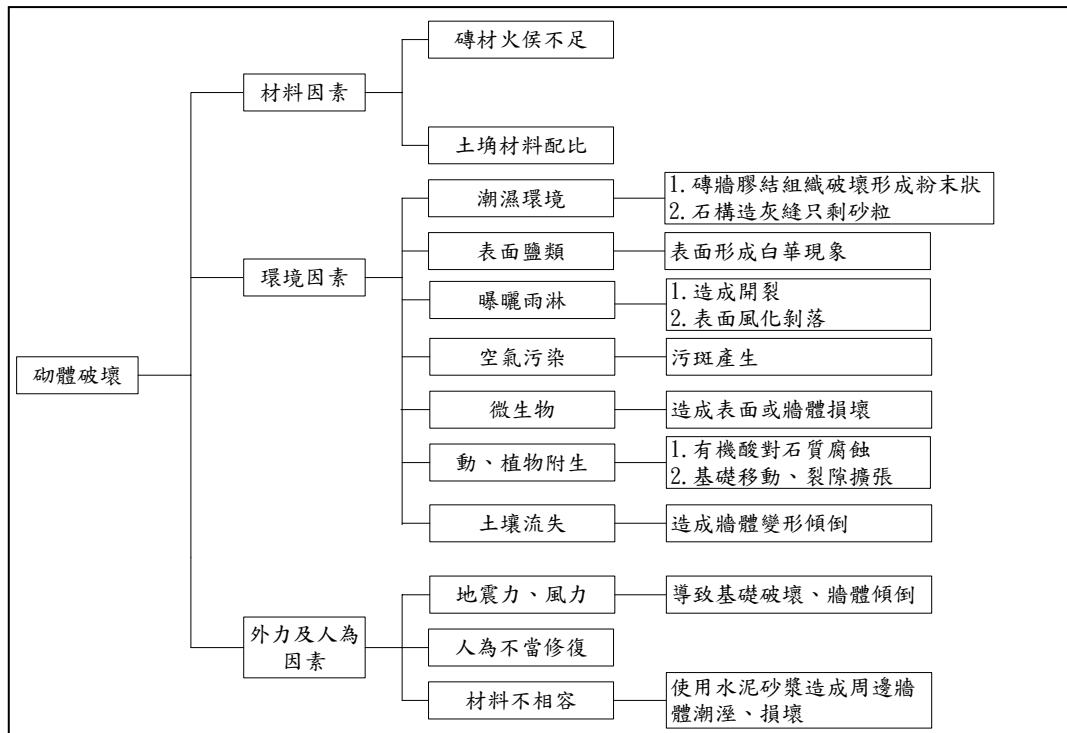 砌體破壞
材料因素
磚材火侯不足
土埆材料配比
環境因素
潮濕環境
1.磚牆膠結組織破壞形成粉末狀
2.石構造灰縫只剩砂粒
表面鹽類
表面形成白華現象
曝曬雨淋
1.造成開裂
2.表面風化剝落
空氣污染
污斑產生
微生物
造成表面或牆體損壞
動、植物附生
1.有機酸對石質腐蝕
2.基礎移動、裂隙擴張
土壤流失
造成牆體變形傾倒
外力及人為
因素
地震力、風力
導致基礎破壞、牆體傾倒
人為不當修復
材料不相容
使用水泥砂漿造成周邊牆
體潮溼、損壞